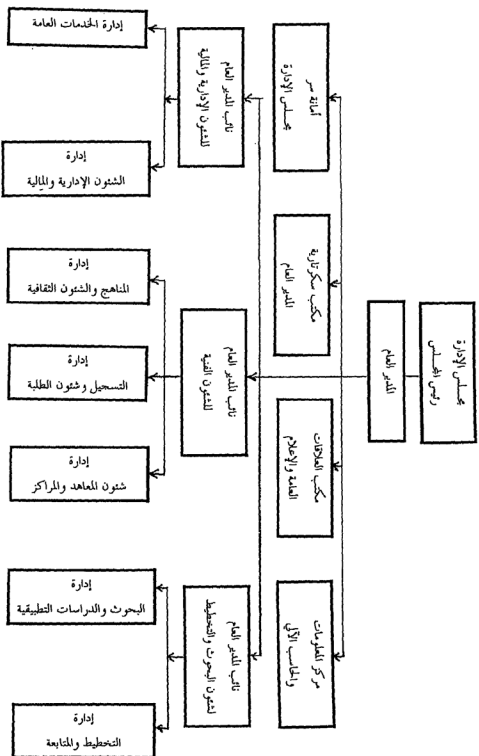 مجلس الإدارة
رئيس المجلس
المدير العام
أمانة سر
مجلس الإدارة
مكتب سكرتارية
المدير العام
مكتب العلاقات
العامة والإعلام
مركز المعلومات
والحاسب الآلي
نائب المدير العام
للشئون الإدارية والمالية
نائب المدير العام
للشئون الفنية
نائب المدير العام
لشئون البحوث والتخطيط
إدارة الخدمات العامة
إدارة
الشئون الإدارية والمالية
إدارة
المناهج والشئون الثقافية
إدارة
التسجيل وشئون الطلبة
إدارة
شئون المعاهد والمراكز
إدارة
البحوث والدراسات التطبيقية
إدارة
التخطيط والمتابعة